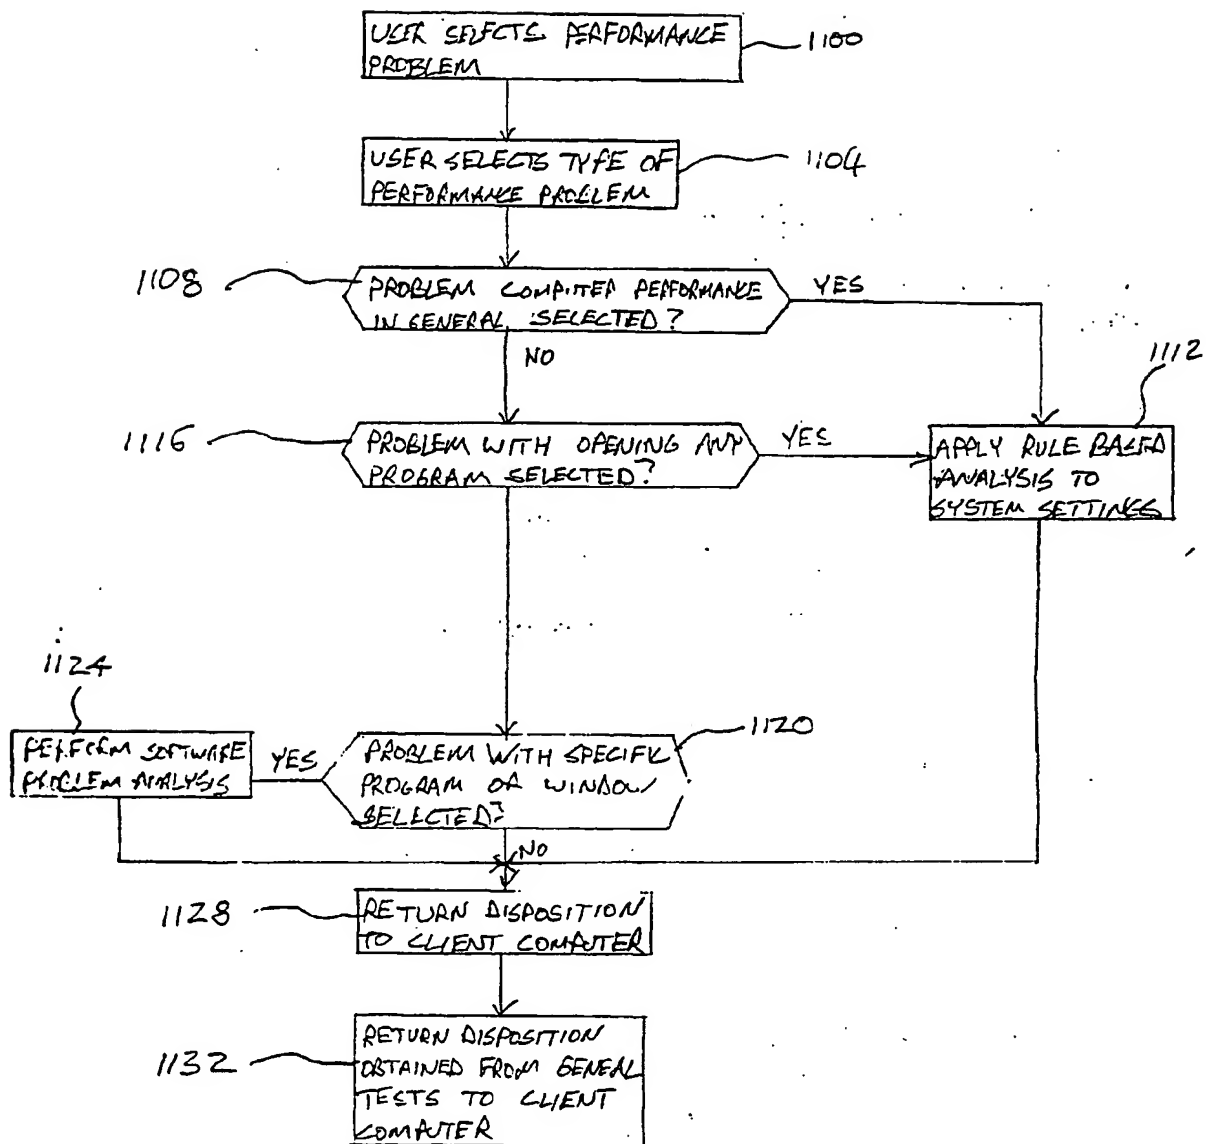 USER SELECTS PERFORMANCE
PROBLEM
1100
USER SELECTS TYPE OF
PERFORMANCE PROBLEM
1104
1108
PROBLEM COMPUTER PERFORMANCE
IN GENERAL SELECTED?
YES
NO
1112
1116
PROBLEM WITH OPENING ANY
PROGRAM SELECTED?
YES
APPLY RULE BASED
ANALYSIS TO
SYSTEM SETTINGS
1124
PERFORM SOFTWARE
PROBLEM ANALYSIS
YES
1120
PROBLEM WITH SPECIFIC
PROGRAM OR WINDOW
SELECTED?
NO
1128
RETURN DISPOSITION
TO CLIENT COMPUTER
1132
RETURN DISPOSITION
OBTAINED FROM GENERAL
TESTS TO CLIENT
COMPUTER